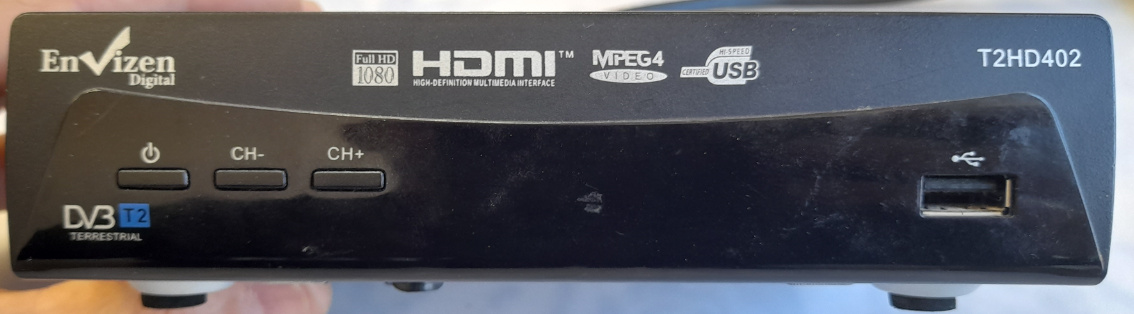 EnVizen
Digital
Full HD
1080
HDMI™
HIGH-DEFINITION MULTIMEDIA INTERFACE
MPEG4
VIDEO
HI-SPEED
CERTIFIED USB
T2HD402
CH-
CH+
DVB T2
TERRESTRIAL